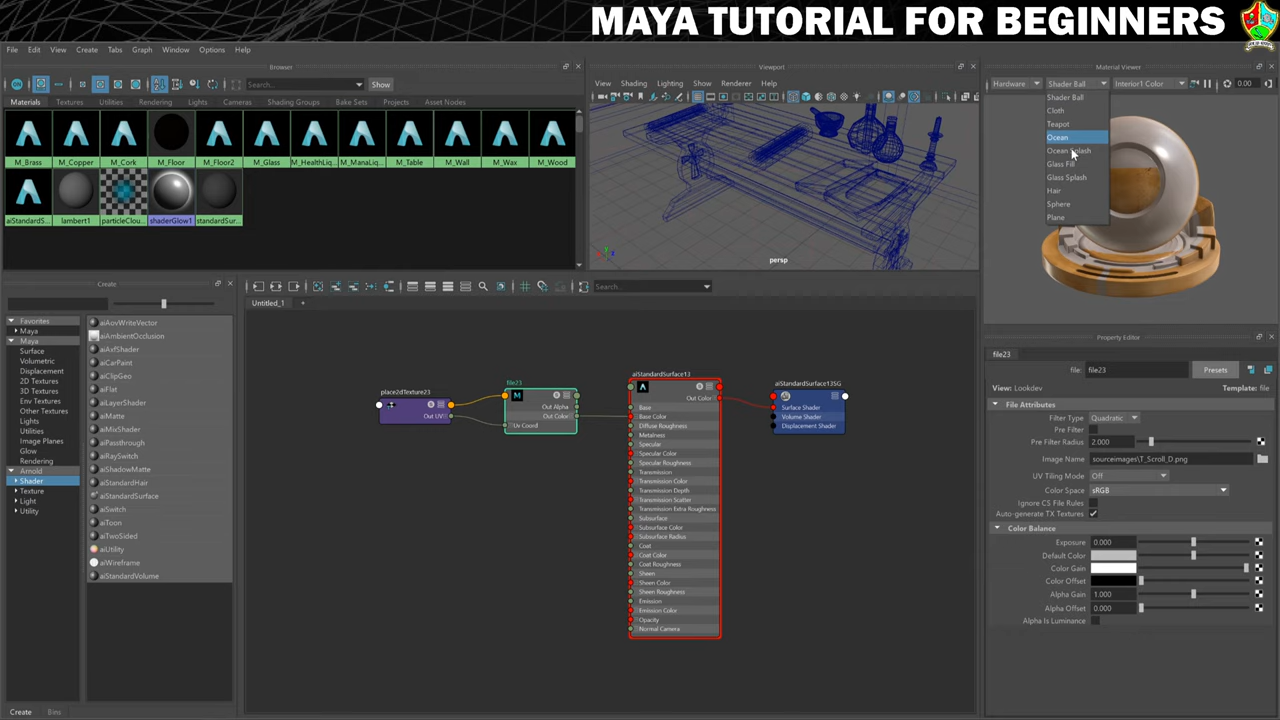 MAYA TUTORIAL FOR BEGINNERS
File Edit View Create Tabs Graph Window Options Help
Browser
Viewport
Material Viewer
Search... Show
View Shading Lighting Show Renderer Help
Hardware Shader Ball Interior1 Color 0.00
Materials Textures Utilities Rendering Lights Cameras Shading Groups Bake Sets Projects Asset Nodes
Shader Ball
Cloth
Teapot
Ocean
Ocean Splash
Glass Fill
Glass Splash
Hair
Sphere
Plane
M_Brass M_Copper M_Cork M_Floor M_Floor2 M_Glass M_HealthLiq... M_ManaLiq... M_Table M_Wall M_Wax M_Wood
aiStandardS... lambert1 particleClou... shaderGlow1 standardSur...
persp
Create
Search...
Untitled_1 +
Favorites
Maya
Maya
Surface
Volumetric
Displacement
2D Textures
3D Textures
Env Textures
Other Textures
Lights
Utilities
Image Planes
Glow
Rendering
Arnold
Shader
Texture
Light
Utility
aiAovWriteVector
aiAmbientOcclusion
aiAxfShader
aiCarPaint
aiClipGeo
aiFlat
aiLayerShader
aiMatte
aiMixShader
aiPassthrough
aiRaySwitch
aiShadowMatte
aiStandardHair
aiStandardSurface
aiSwitch
aiToon
aiTwoSided
aiUtility
aiWireframe
aiStandardVolume
Create Bins
place2dTexture23
Out UV
file23
Out Alpha
Out Color
Uv Coord
aiStandardSurface13
Out Color
Base
Base Color
Diffuse Roughness
Metalness
Specular
Specular Color
Specular Roughness
Transmission
Transmission Color
Transmission Depth
Transmission Scatter
Transmission Extra Roughness
Subsurface
Subsurface Color
Subsurface Radius
Coat
Coat Color
Coat Roughness
Sheen
Sheen Color
Sheen Roughness
Emission
Emission Color
Opacity
Normal Camera
aiStandardSurface13SG
Surface Shader
Volume Shader
Displacement Shader
Property Editor
file23
file: file23 Presets
View: Lookdev Template: file
File Attributes
Filter Type Quadratic
Pre Filter
Pre Filter Radius 2.000
Image Name sourceimages\T_Scroll_D.png
UV Tiling Mode Off
Color Space sRGB
Ignore CS File Rules
Auto-generate TX Textures
Color Balance
Exposure 0.000
Default Color
Color Gain
Color Offset
Alpha Gain 1.000
Alpha Offset 0.000
Alpha Is Luminance